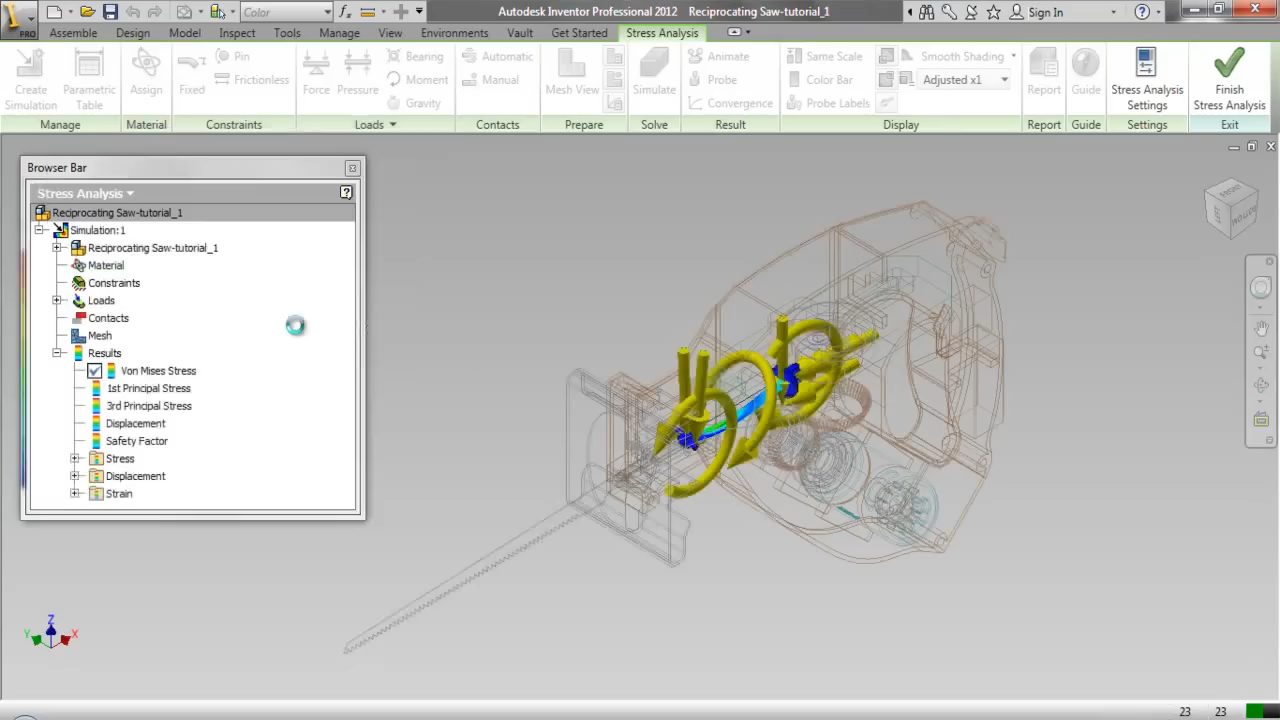 PRO
Color
Autodesk Inventor Professional 2012 Reciprocating Saw-tutorial_1
Sign In
Assemble Design Model Inspect Tools Manage View Environments Vault Get Started Stress Analysis
Create Simulation
Parametric Table
Manage
Assign
Material
Fixed
Pin
Frictionless
Constraints
Force
Pressure
Bearing
Moment
Gravity
Loads
Automatic
Manual
Contacts
Mesh View
Prepare
Simulate
Solve
Animate
Probe
Convergence
Result
Same Scale
Color Bar
Probe Labels
Smooth Shading
Adjusted x1
Display
Report
Report
Guide
Guide
Stress Analysis Settings
Settings
Finish Stress Analysis
Exit
Browser Bar
Stress Analysis
Reciprocating Saw-tutorial_1
Simulation:1
Reciprocating Saw-tutorial_1
Material
Constraints
Loads
Contacts
Mesh
Results
Von Mises Stress
1st Principal Stress
3rd Principal Stress
Displacement
Safety Factor
Stress
Displacement
Strain
FRONT
BOTTOM
Z
Y X
23 23